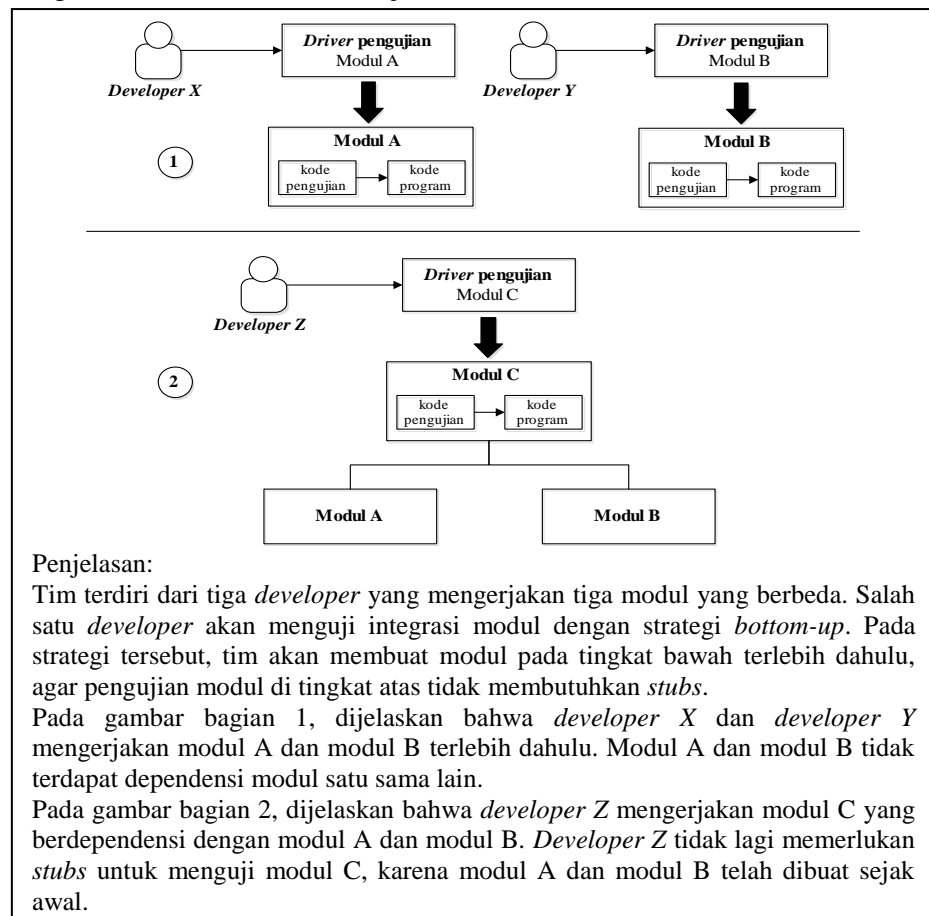 Driver pengujian
Modul A
Developer X
Driver pengujian
Modul B
Developer Y
1
Modul A
kode
pengujian
kode
program
Modul B
kode
pengujian
kode
program
Driver pengujian
Modul C
Developer Z
2
Modul C
kode
pengujian
kode
program
Modul A
Modul B
Penjelasan:
Tim terdiri dari tiga developer yang mengerjakan tiga modul yang berbeda. Salah
satu developer akan menguji integrasi modul dengan strategi bottom-up. Pada
strategi tersebut, tim akan membuat modul pada tingkat bawah terlebih dahulu,
agar pengujian modul di tingkat atas tidak membutuhkan stubs.
Pada gambar bagian 1, dijelaskan bahwa developer X dan developer Y
mengerjakan modul A dan modul B terlebih dahulu. Modul A dan modul B tidak
terdapat dependensi modul satu sama lain.
Pada gambar bagian 2, dijelaskan bahwa developer Z mengerjakan modul C yang
berdependensi dengan modul A dan modul B. Developer Z tidak lagi memerlukan
stubs untuk menguji modul C, karena modul A dan modul B telah dibuat sejak
awal.